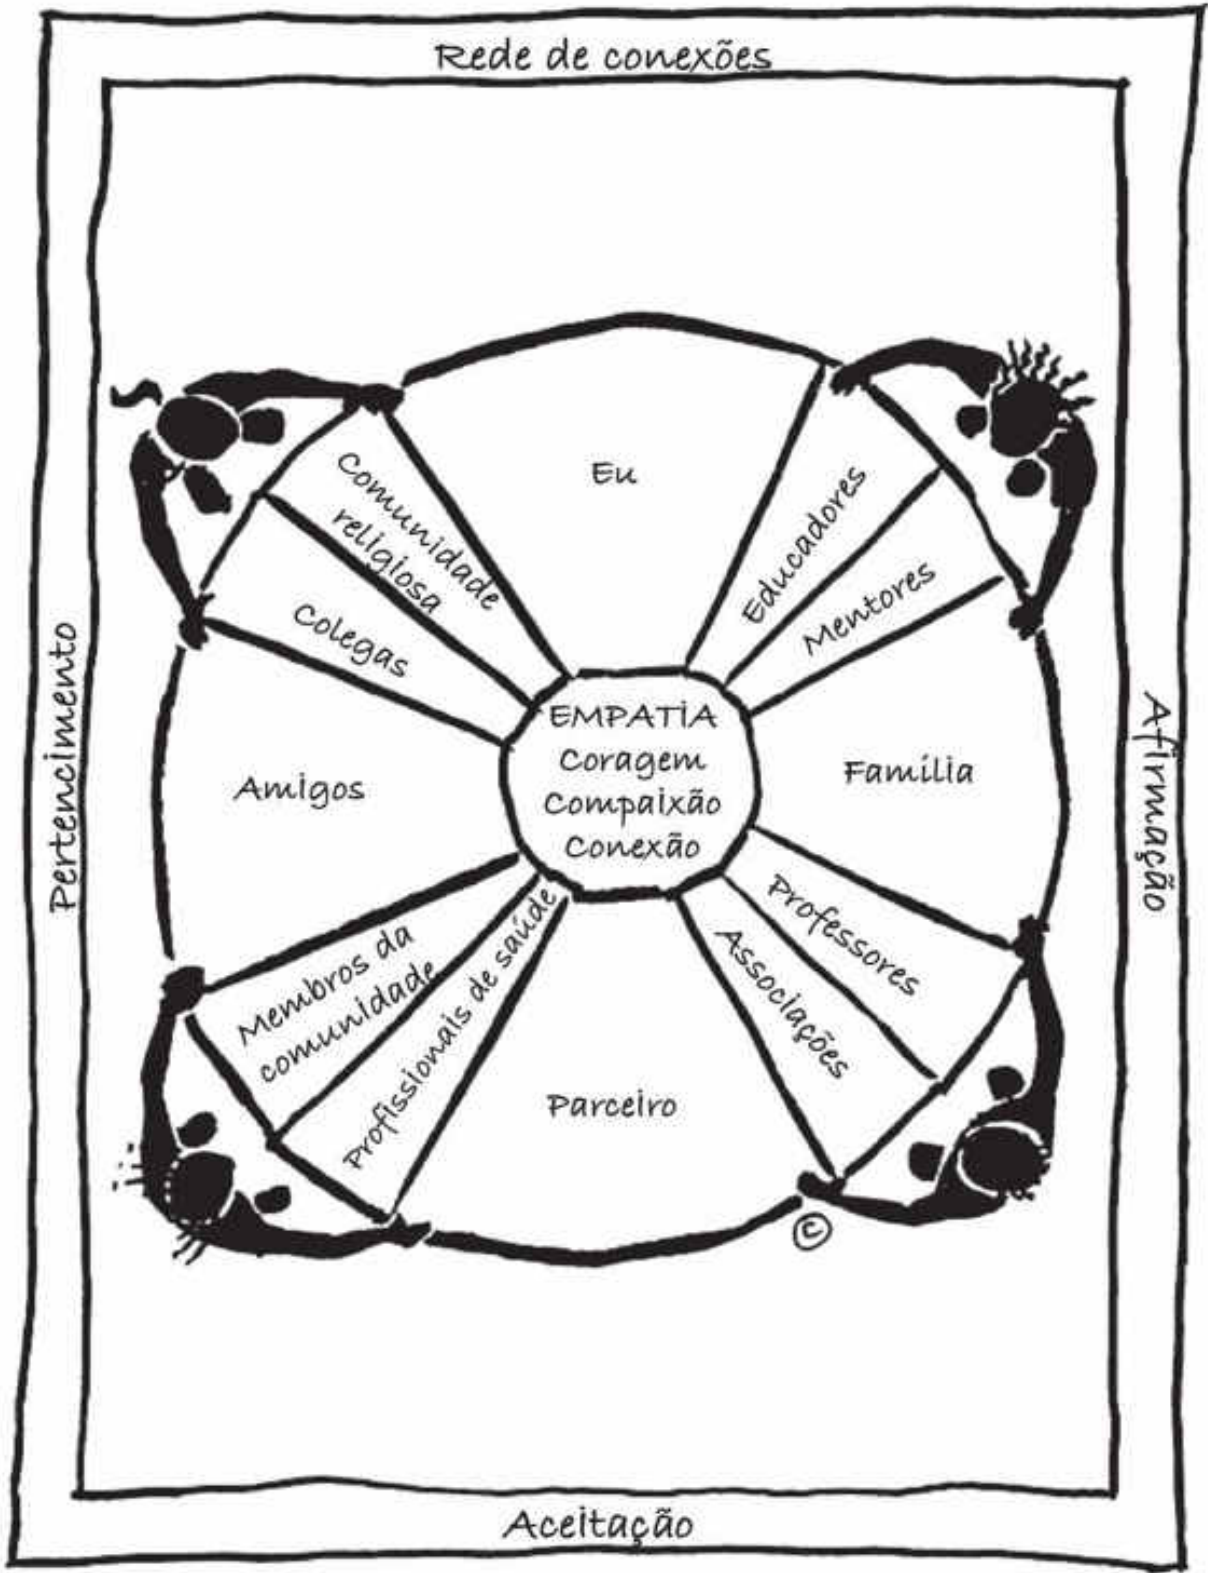 Rede de conexões
Eu
Comunidade
religiosa
Educadores
Colegas
Mentores
Pertencimento
Amigos
EMPATIA
Coragem
Compaixão
Conexão
Família
Afirmação
Membros da
comunidade
Profissionais de saúde
Professores
Associações
Parceiro
©
Aceitação